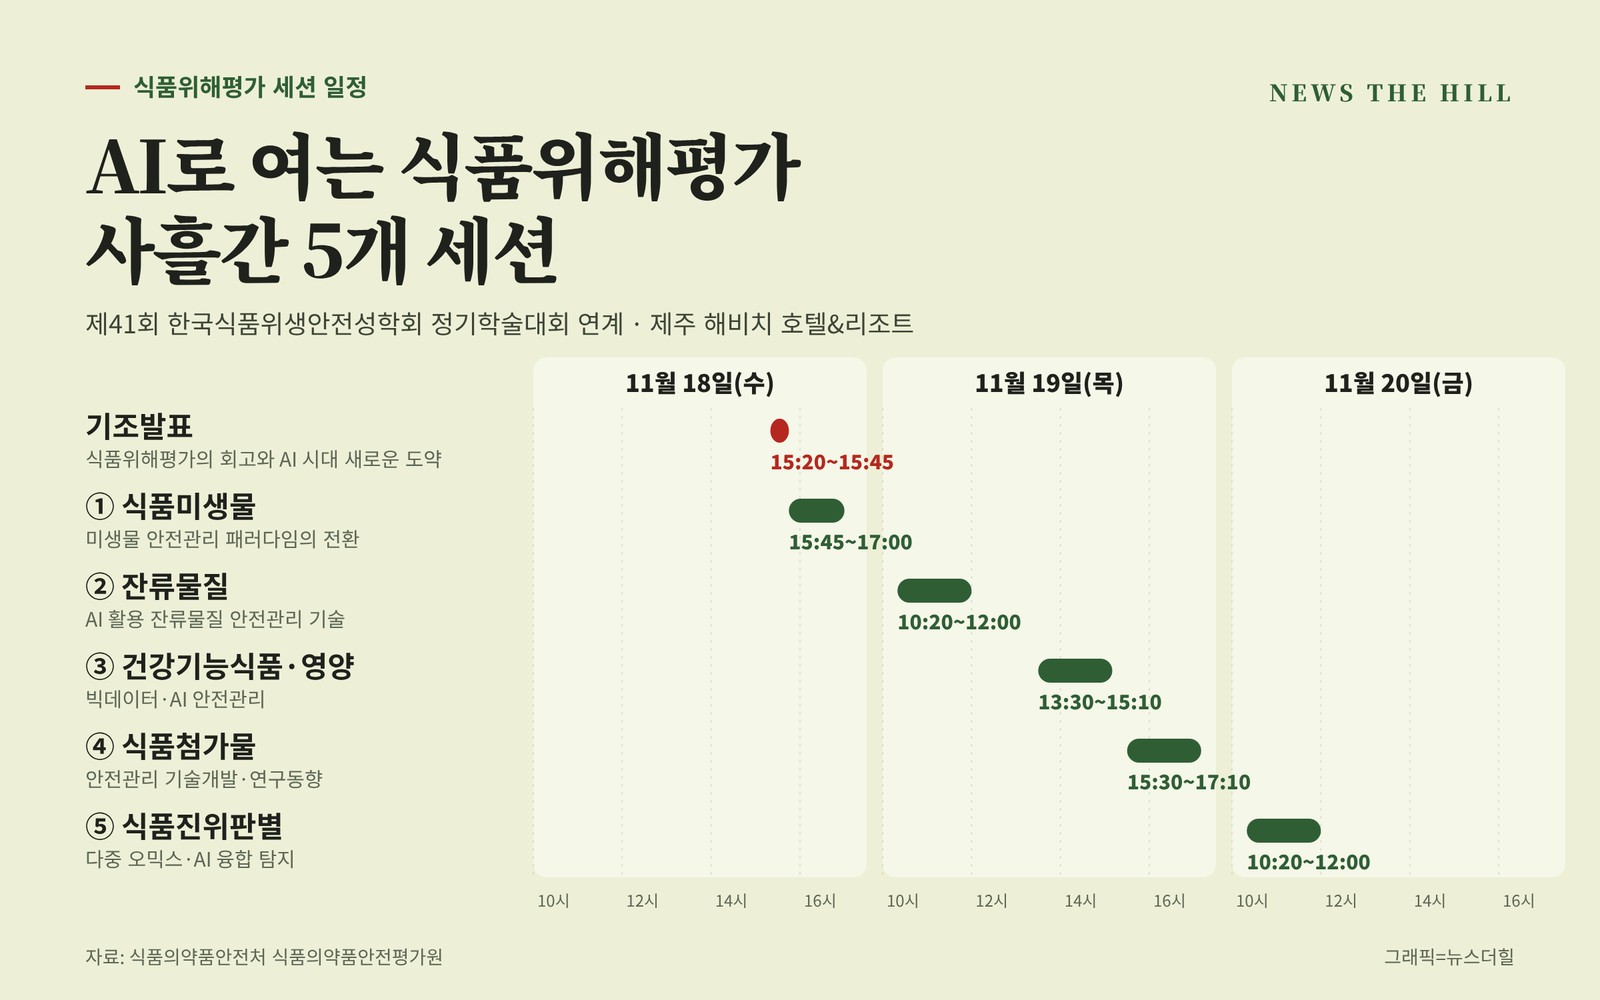 식품위해평가 세션 일정
NEWS THE HILL
AI로 여는 식품위해평가
사흘간 5개 세션
제41회 한국식품위생안전성학회 정기학술대회 연계 · 제주 해비치 호텔&리조트
11월 18일(수)
11월 19일(목)
11월 20일(금)
기조발표
식품위해평가의 회고와 AI 시대 새로운 도약
15:20~15:45
① 식품미생물
미생물 안전관리 패러다임의 전환
15:45~17:00
② 잔류물질
AI 활용 잔류물질 안전관리 기술
10:20~12:00
③ 건강기능식품·영양
빅데이터·AI 안전관리
13:30~15:10
④ 식품첨가물
안전관리 기술개발·연구동향
15:30~17:10
⑤ 식품진위판별
다중 오믹스·AI 융합 탐지
10:20~12:00
10시 12시 14시 16시 10시 12시 14시 16시 10시 12시 14시 16시
자료: 식품의약품안전처 식품의약품안전평가원
그래픽=뉴스더힐